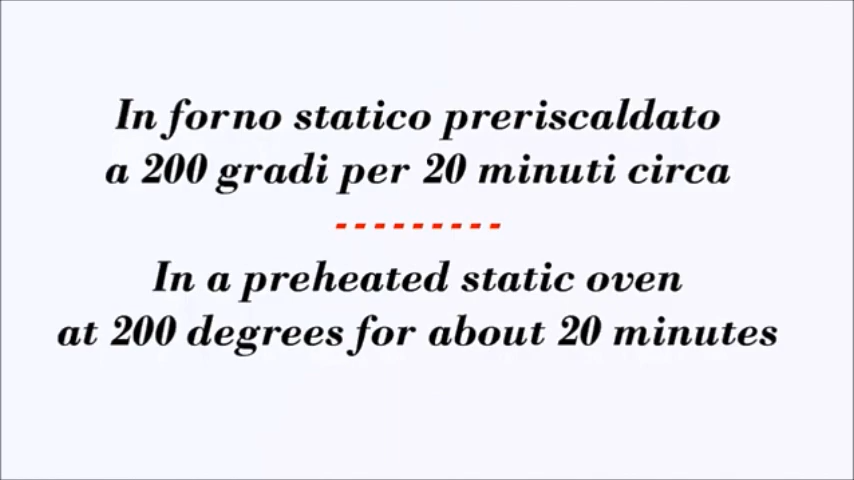 In forno statico preriscaldato
a 200 gradi per 20 minuti circa
---------
In a preheated static oven
at 200 degrees for about 20 minutes